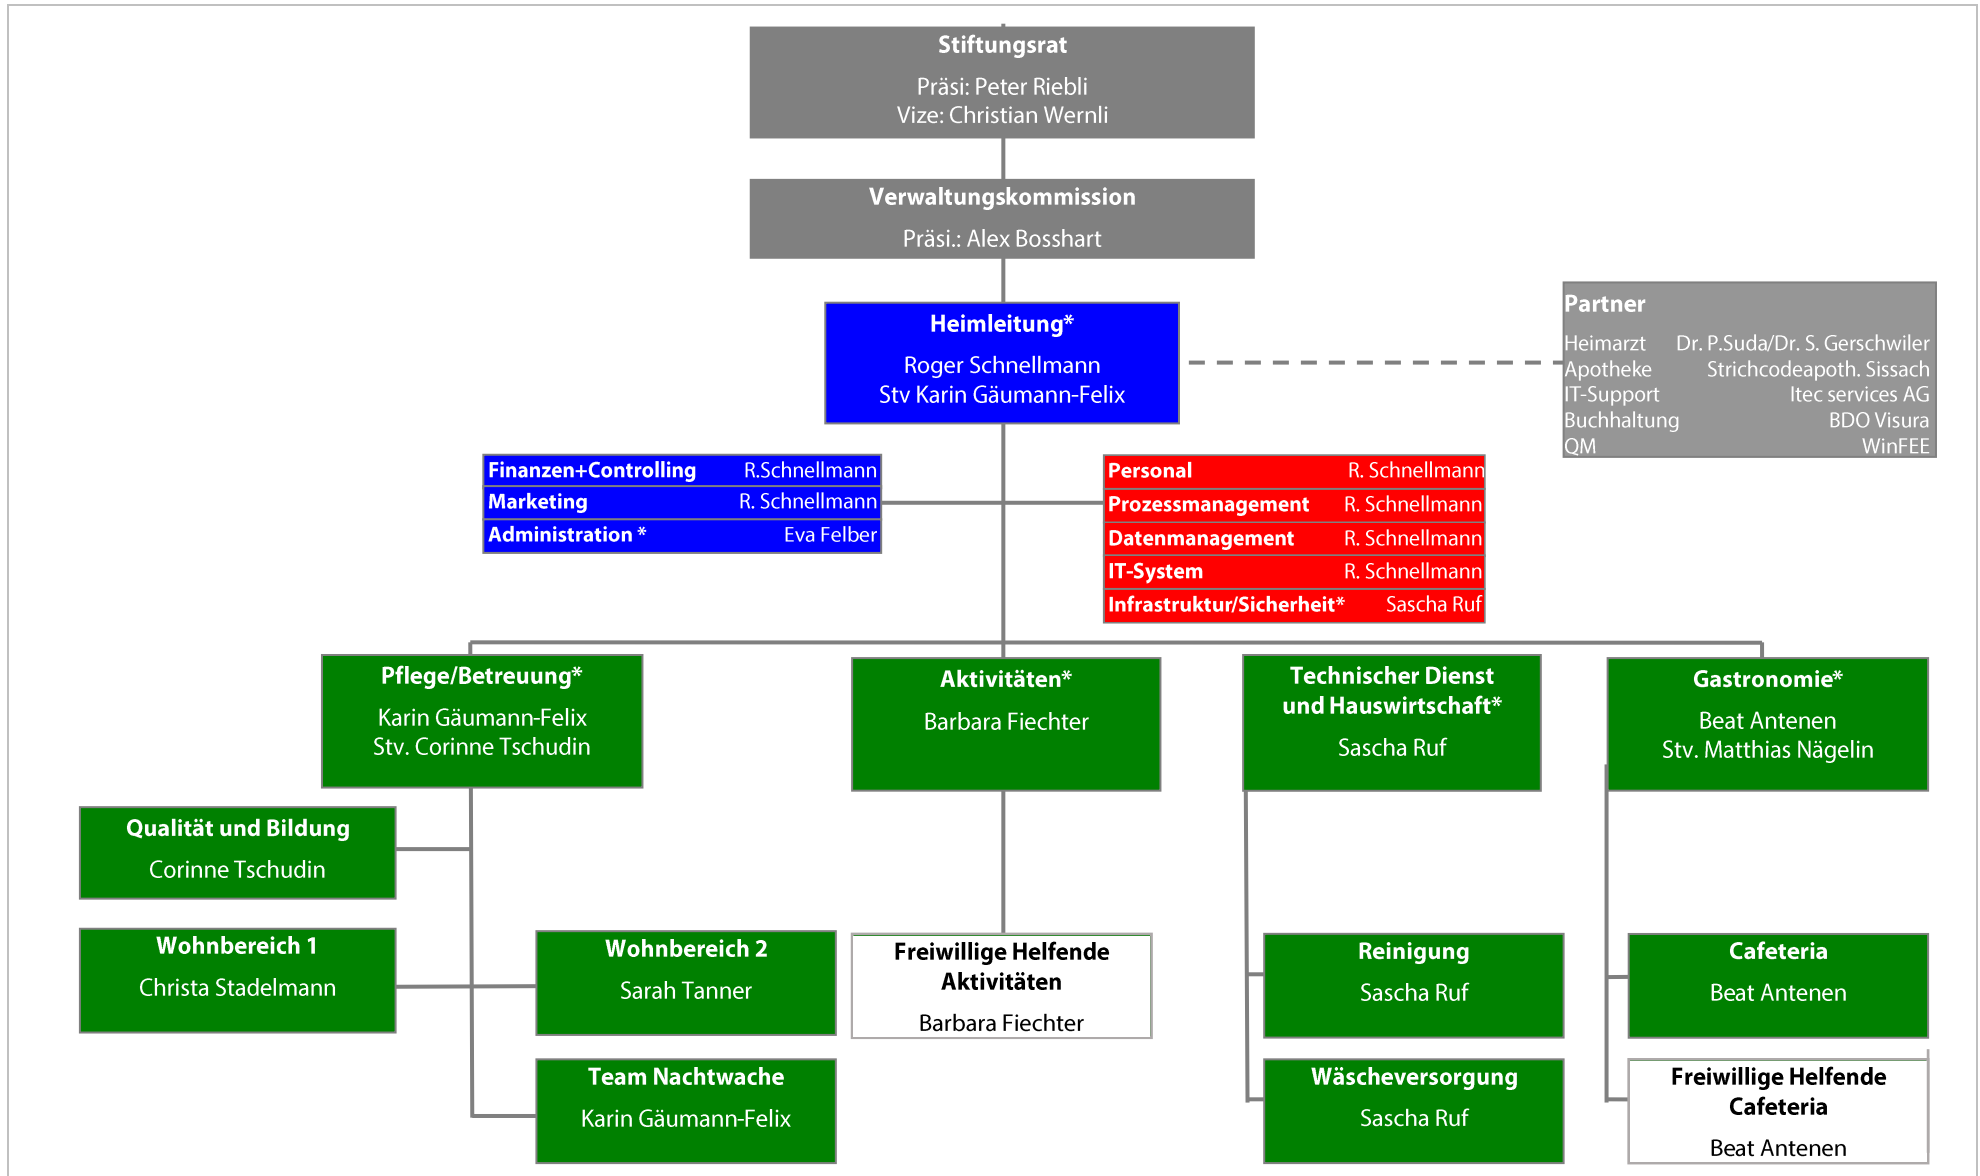 Stiftungsrat
Präsi: Peter Riebli
Vize: Christian Wernli
Verwaltungskommission
Präsi.: Alex Bosshart
Heimleitung*
Roger Schnellmann
Stv Karin Gäumann-Felix
Partner
Heimarzt Dr. P.Suda/Dr. S. Gerschwiler
Apotheke Strichcodeapoth. Sissach
IT-Support Itec services AG
Buchhaltung BDO Visura
QM WinFEE
Finanzen+Controlling R.Schnellmann
Marketing R. Schnellmann
Administration * Eva Felber
Personal R. Schnellmann
Prozessmanagement R. Schnellmann
Datenmanagement R. Schnellmann
IT-System R. Schnellmann
Infrastruktur/Sicherheit* Sascha Ruf
Pflege/Betreuung*
Karin Gäumann-Felix
Stv. Corinne Tschudin
Aktivitäten*
Barbara Fiechter
Technischer Dienst
und Hauswirtschaft*
Sascha Ruf
Gastronomie*
Beat Antenen
Stv. Matthias Nägelin
Qualität und Bildung
Corinne Tschudin
Wohnbereich 1
Christa Stadelmann
Wohnbereich 2
Sarah Tanner
Team Nachtwache
Karin Gäumann-Felix
Freiwillige Helfende
Aktivitäten
Barbara Fiechter
Reinigung
Sascha Ruf
Wäscheversorgung
Sascha Ruf
Cafeteria
Beat Antenen
Freiwillige Helfende
Cafeteria
Beat Antenen